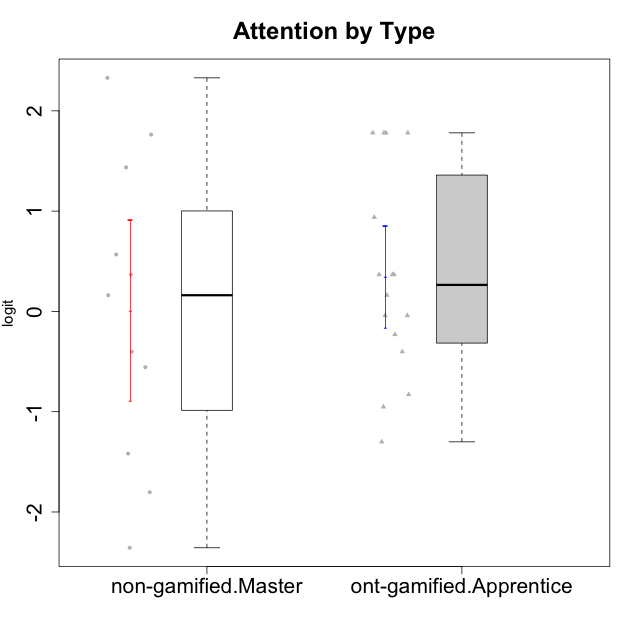 Attention by Type
2
1
0
-1
-2
logit
non-gamified.Master
ont-gamified.Apprentice